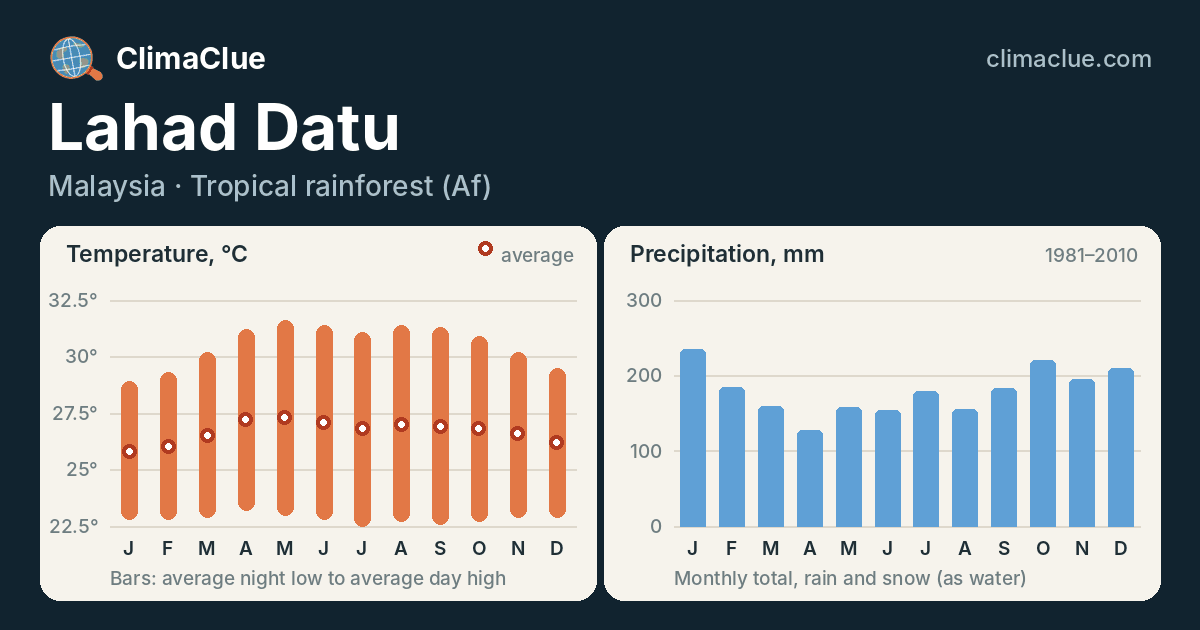 ClimaClue
climaclue.com
Lahad Datu
Malaysia · Tropical rainforest (Af)
Temperature, °C
average
32.5°
30°
27.5°
25°
22.5°
J F M A M J J A S O N D
Bars: average night low to average day high
Precipitation, mm
1981–2010
300
200
100
0
J F M A M J J A S O N D
Monthly total, rain and snow (as water)